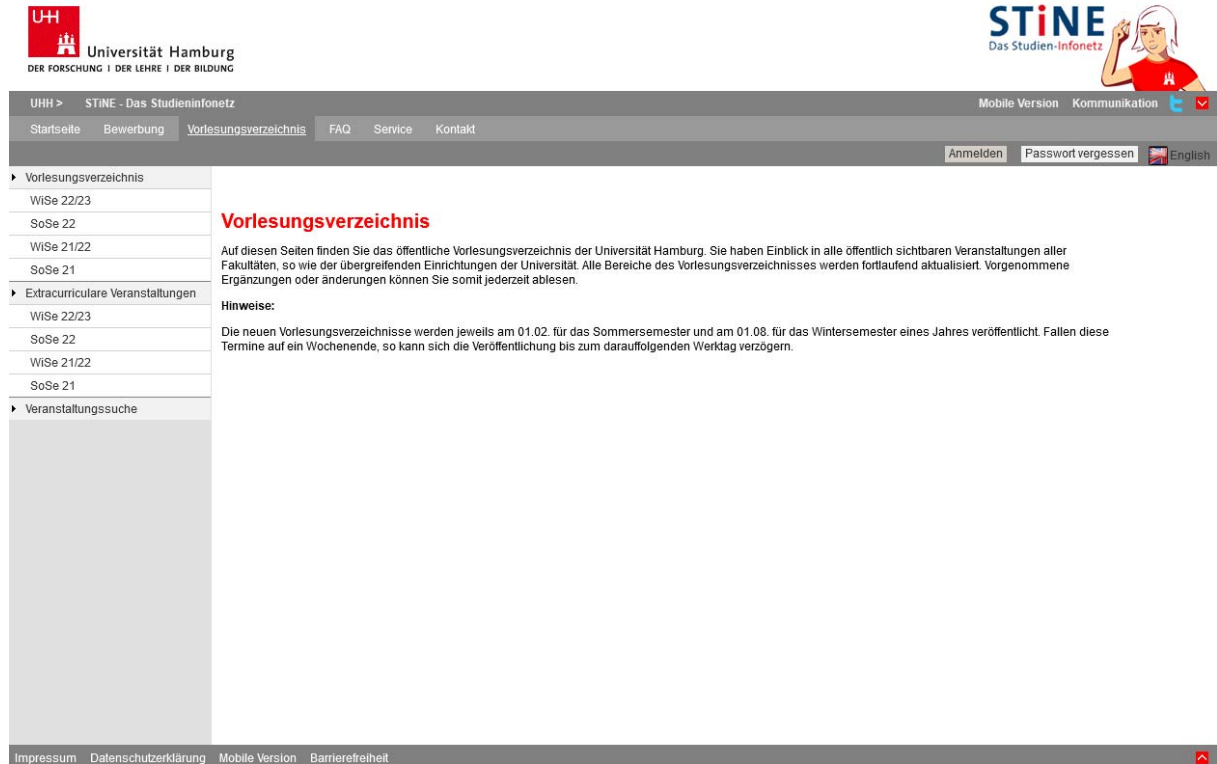 UHH
Universität Hamburg
DER FORSCHUNG | DER LEHRE | DER BILDUNG
STiNE
Das Studien-Infonetz
UHH > STiNE - Das Studieninfonetz
Mobile Version Kommunikation
Startseite Bewerbung Vorlesungsverzeichnis FAQ Service Kontakt
Anmelden Passwort vergessen English
Vorlesungsverzeichnis
WiSe 22/23
SoSe 22
WiSe 21/22
SoSe 21
Extracurriculare Veranstaltungen
WiSe 22/23
SoSe 22
WiSe 21/22
SoSe 21
Veranstaltungssuche
Vorlesungsverzeichnis
Auf diesen Seiten finden Sie das öffentliche Vorlesungsverzeichnis der Universität Hamburg. Sie haben Einblick in alle öffentlich sichtbaren Veranstaltungen aller
Fakultäten, so wie der übergreifenden Einrichtungen der Universität. Alle Bereiche des Vorlesungsverzeichnisses werden fortlaufend aktualisiert. Vorgenommene
Ergänzungen oder änderungen können Sie somit jederzeit ablesen.
Hinweise:
Die neuen Vorlesungsverzeichnisse werden jeweils am 01.02. für das Sommersemester und am 01.08. für das Wintersemester eines Jahres veröffentlicht. Fallen diese
Termine auf ein Wochenende, so kann sich die Veröffentlichung bis zum darauffolgenden Werktag verzögern.
Impressum Datenschutzerklärung Mobile Version Barrierefreiheit